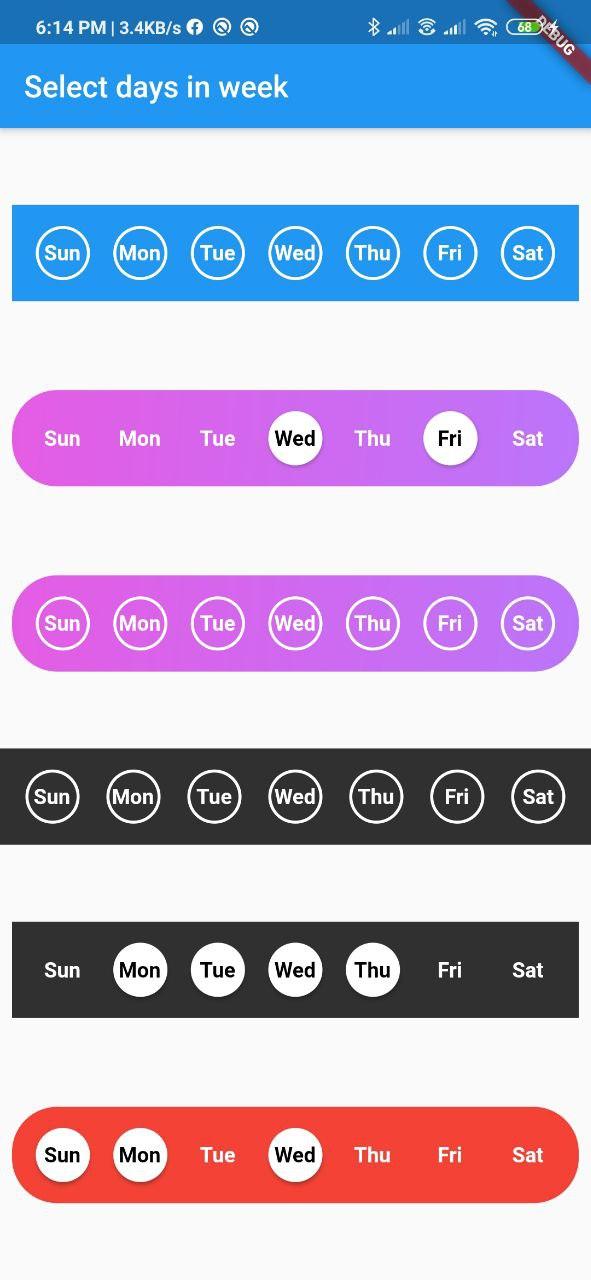 6:14 PM | 3.4KB/s 68
DEBUG
Select days in week
Sun Mon Tue Wed Thu Fri Sat
Sun Mon Tue Wed Thu Fri Sat
Sun Mon Tue Wed Thu Fri Sat
Sun Mon Tue Wed Thu Fri Sat
Sun Mon Tue Wed Thu Fri Sat
Sun Mon Tue Wed Thu Fri Sat